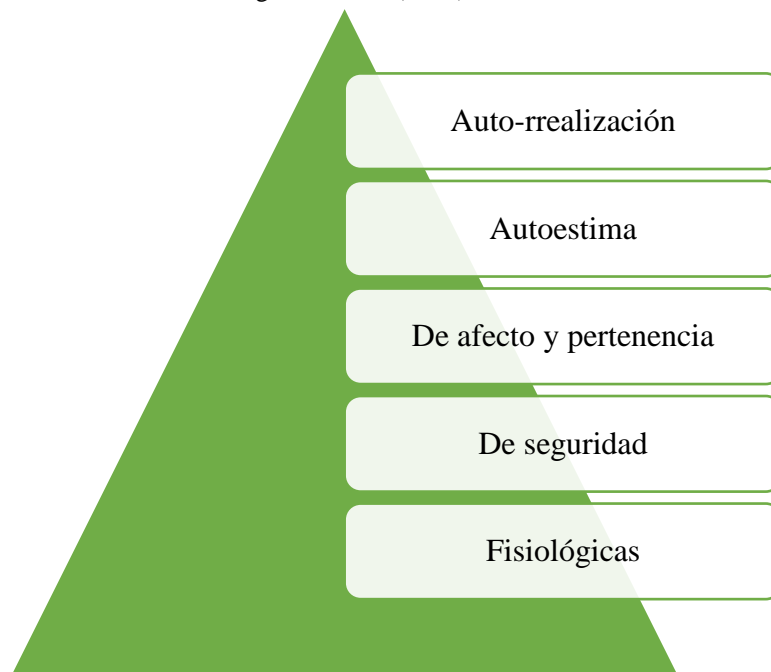 Auto-rrealización
Autoestima
De afecto y pertenencia
De seguridad
Fisiológicas